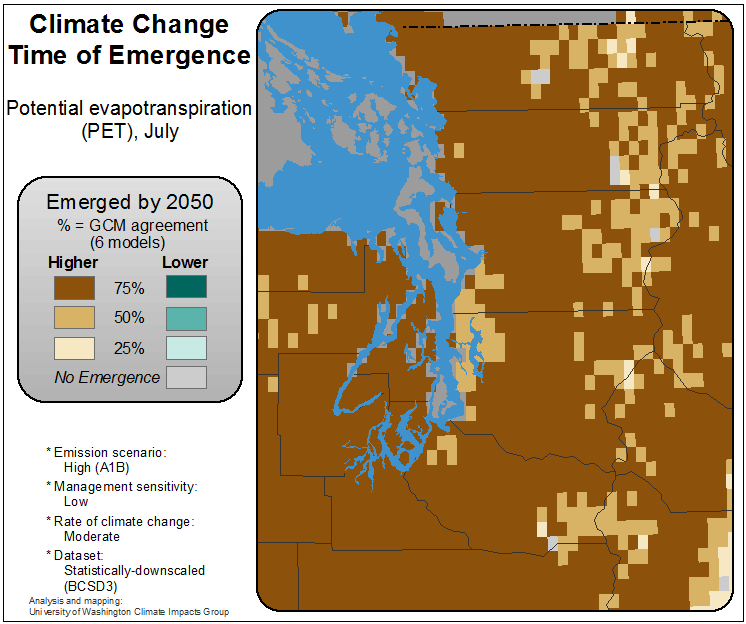 Climate Change
Time of Emergence
Potential evapotranspiration
(PET), July
Emerged by 2050
% = GCM agreement
(6 models)
Higher Lower
75%
50%
25%
No Emergence
* Emission scenario:
High (A1B)
* Management sensitivity:
Low
* Rate of climate change:
Moderate
* Dataset:
Statistically-downscaled
(BCSD3)
Analysis and mapping:
University of Washington Climate Impacts Group